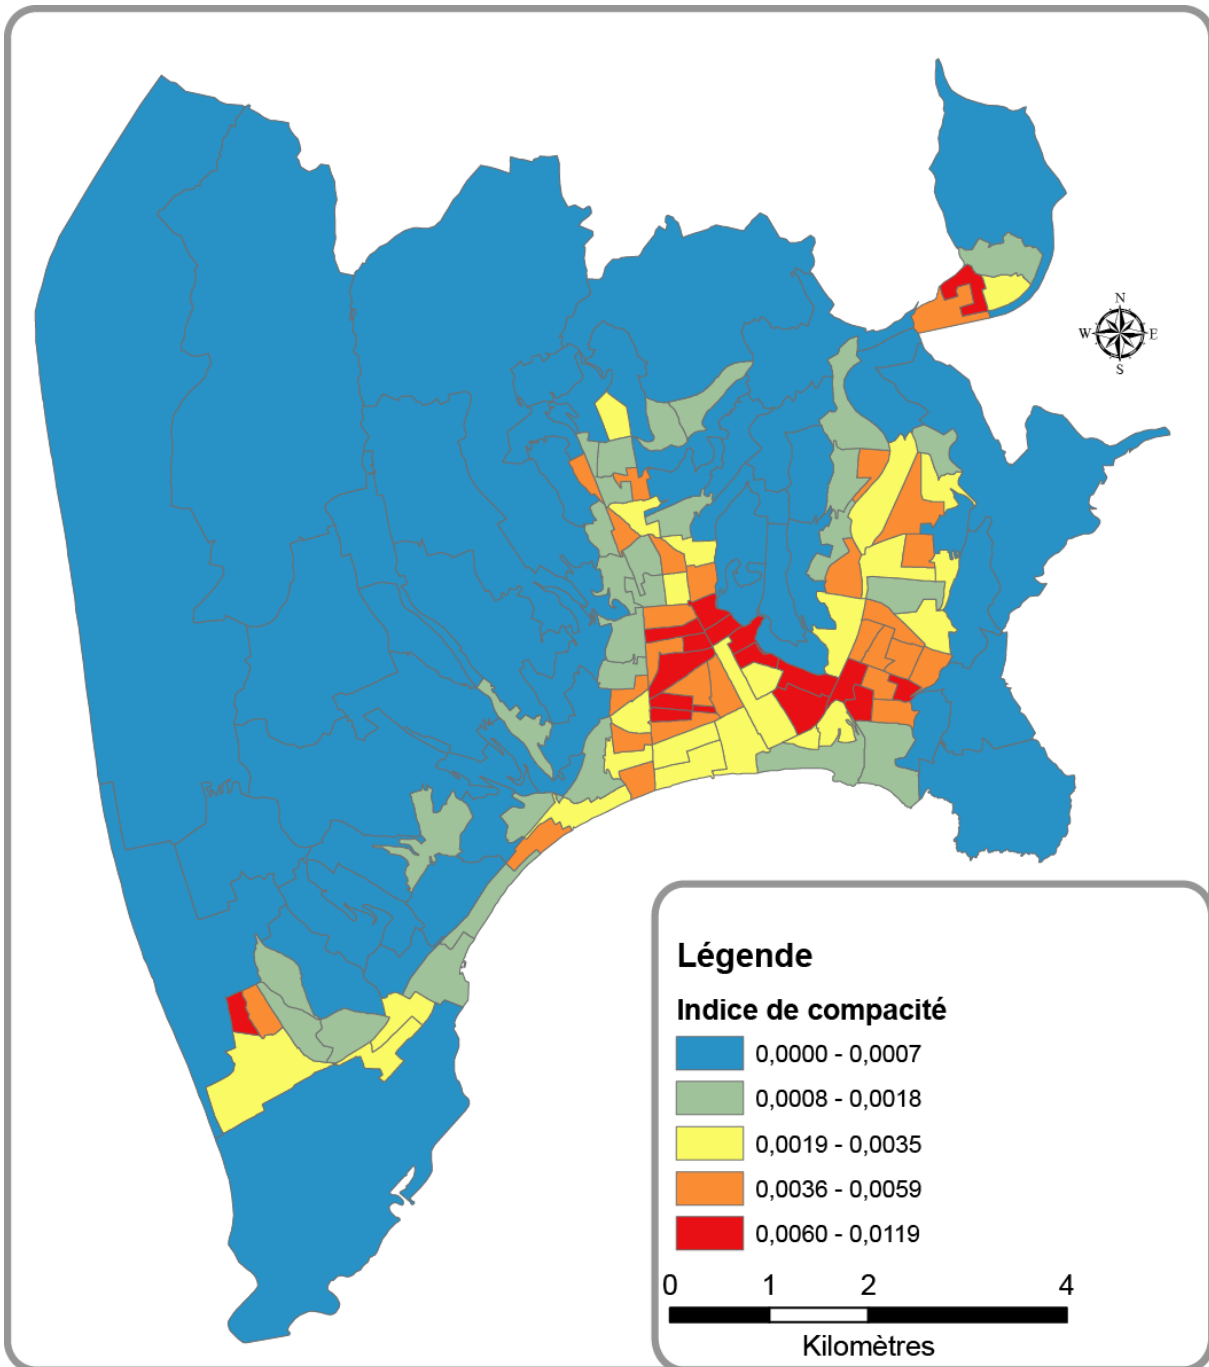 N
W E
S
Légende
Indice de compacité
0,0000 - 0,0007
0,0008 - 0,0018
0,0019 - 0,0035
0,0036 - 0,0059
0,0060 - 0,0119
0 1 2 4
Kilomètres